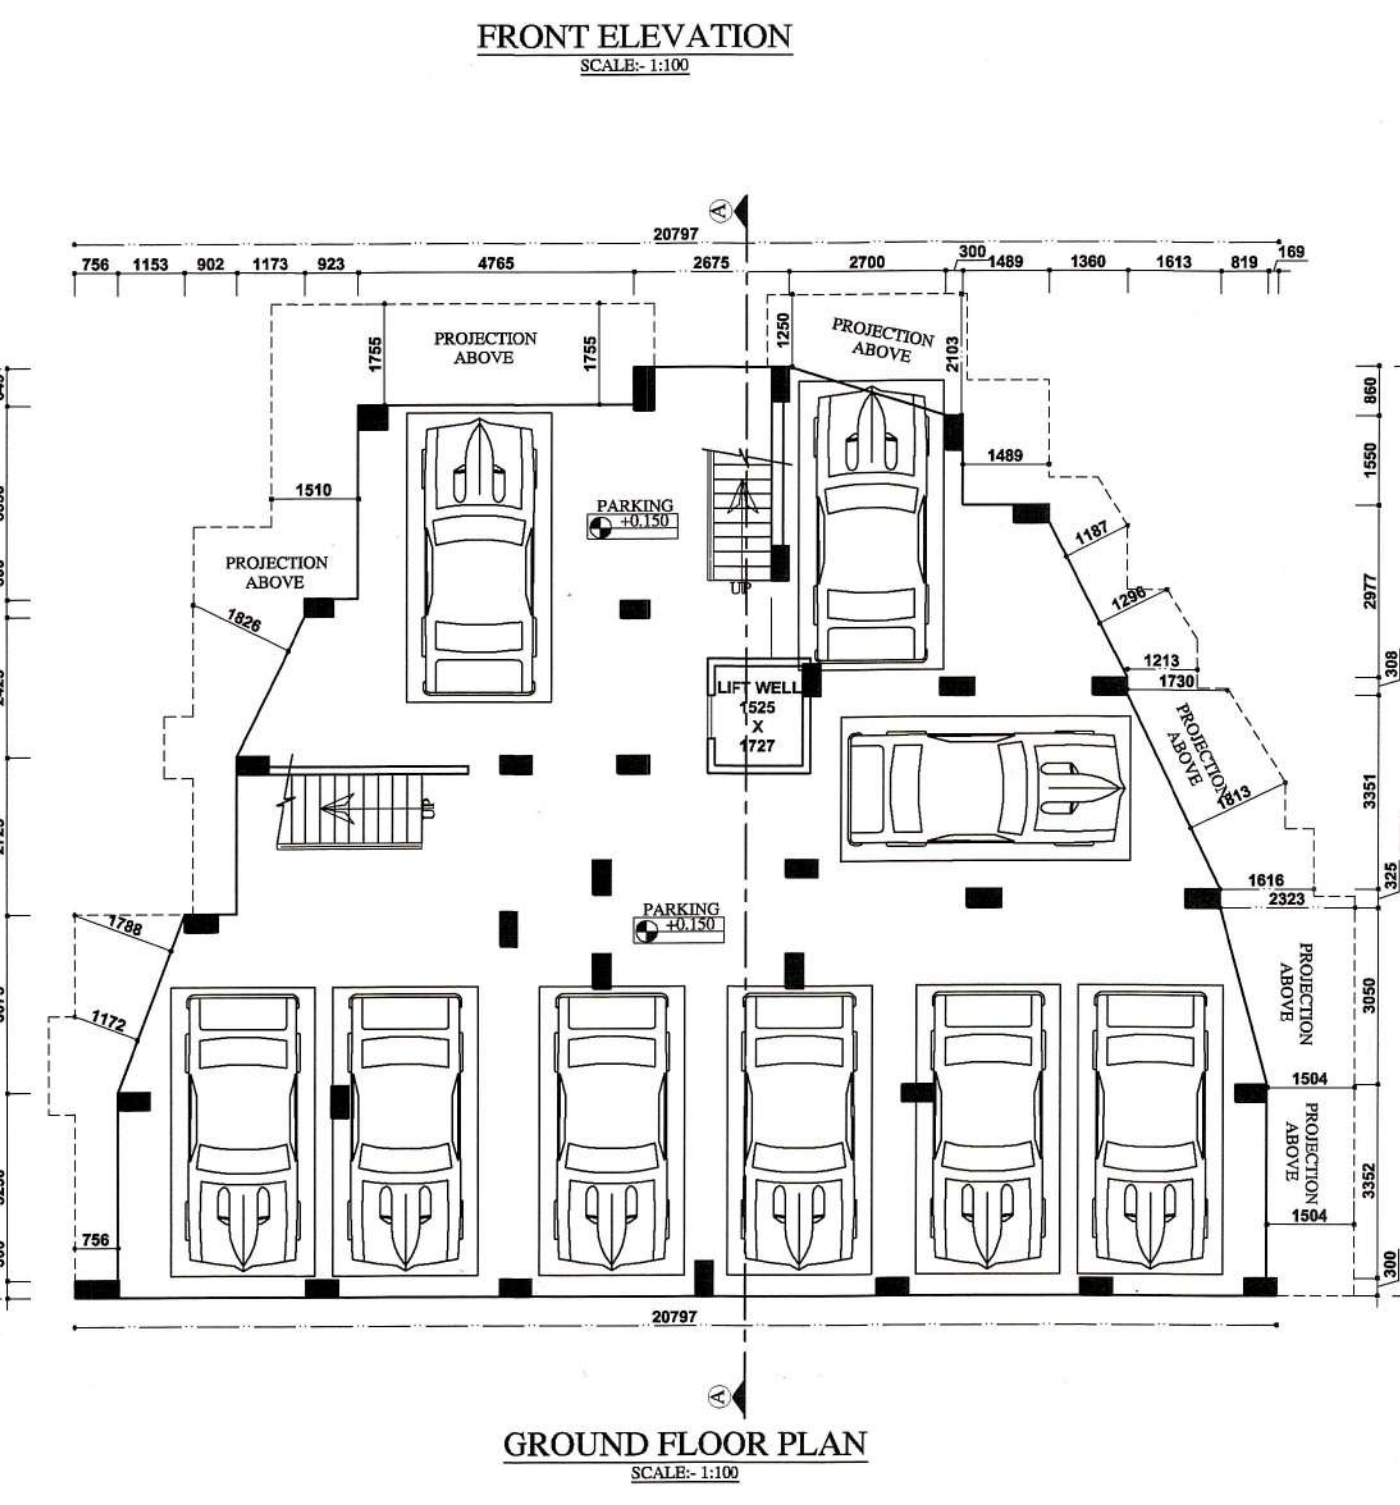 FRONT ELEVATION
SCALE:- 1:100
A
20797
756 1153 902 1173 923 4765 2675 2700 300 1489 1360 1613 819 169
1755
PROJECTION
ABOVE
1755
1250
PROJECTION
ABOVE
2103
860
1489
1550
1510
PARKING
+0.150
1187
PROJECTION
ABOVE
UP
2977
1296
1826
1213
308
LIFT WELL
1525
X
1727
1730
PROJECTION
ABOVE
1813
3351
UP
1616
325
2323
PARKING
+0.150
1788
PROJECTION
ABOVE
3050
1172
1504
PROJECTION
ABOVE
3352
1504
756
300
20797
A
GROUND FLOOR PLAN
SCALE:- 1:100